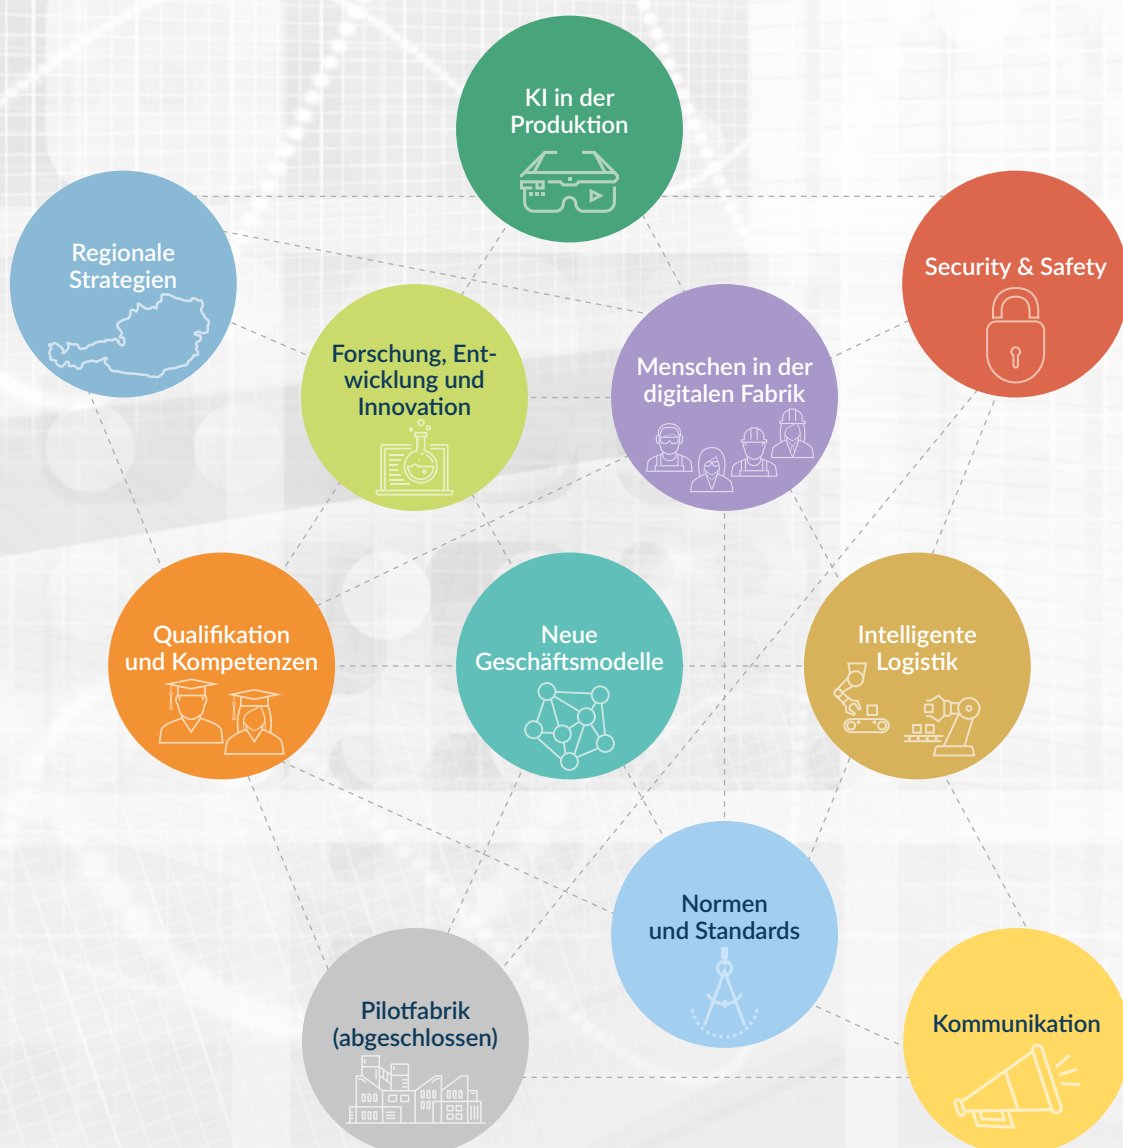 KI in der
Produktion
Regionale
Strategien
Security & Safety
Forschung, Ent-
wicklung und
Innovation
Menschen in der
digitalen Fabrik
Qualifikation
und Kompetenzen
Neue
Geschäftsmodelle
Intelligente
Logistik
Normen
und Standards
Pilotfabrik
(abgeschlossen)
Kommunikation